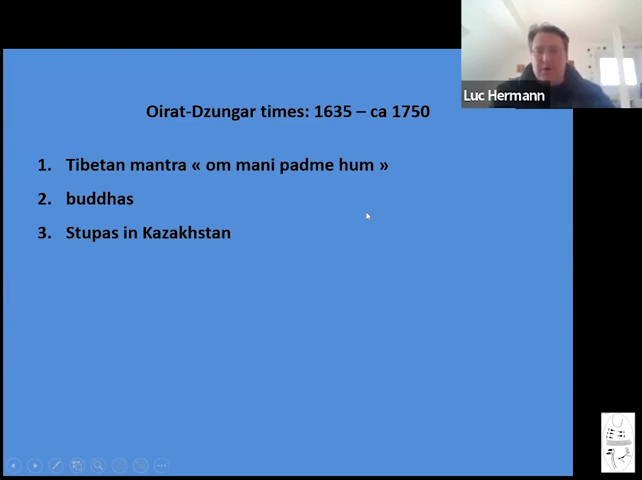 Luc Hermann
Oirat-Dzungar times: 1635 – ca 1750
1. Tibetan mantra « om mani padme hum »
2. buddhas
3. Stupas in Kazakhstan